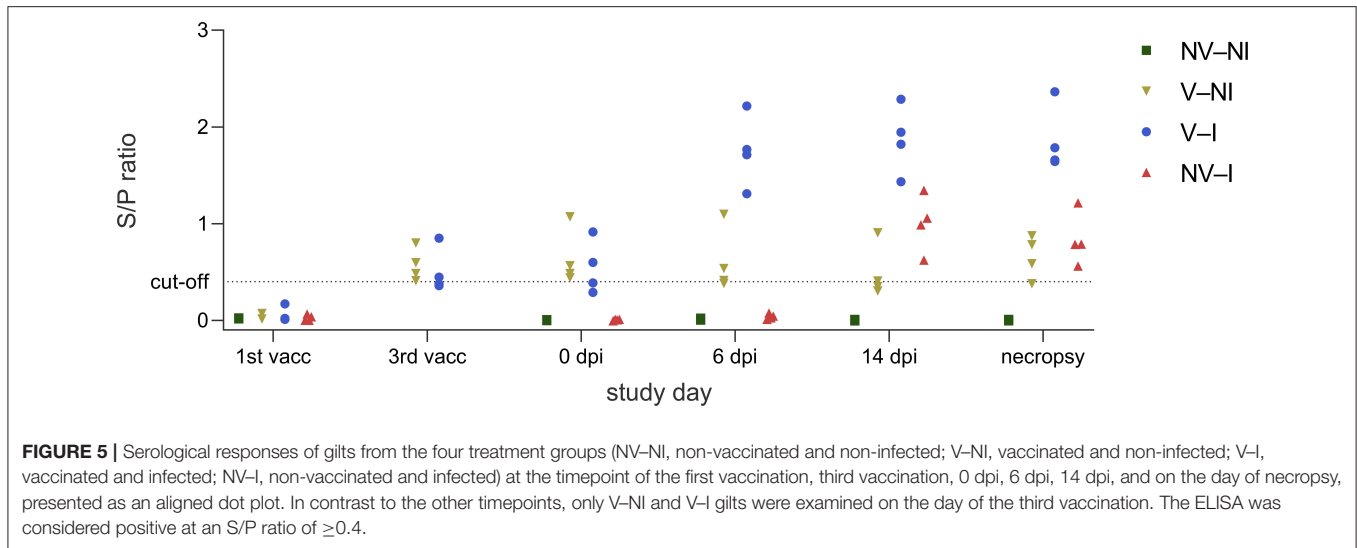 3
2
1
cut-off
0
S/P ratio
1st vacc 3rd vacc 0 dpi 6 dpi 14 dpi necropsy
study day
NV–NI
V–NI
V–I
NV–I
FIGURE 5 | Serological responses of gilts from the four treatment groups (NV–NI, non-vaccinated and non-infected; V–NI, vaccinated and non-infected; V–I,
vaccinated and infected; NV–I, non-vaccinated and infected) at the timepoint of the first vaccination, third vaccination, 0 dpi, 6 dpi, 14 dpi, and on the day of necropsy,
presented as an aligned dot plot. In contrast to the other timepoints, only V–NI and V–I gilts were examined on the day of the third vaccination. The ELISA was
considered positive at an S/P ratio of ≥0.4.